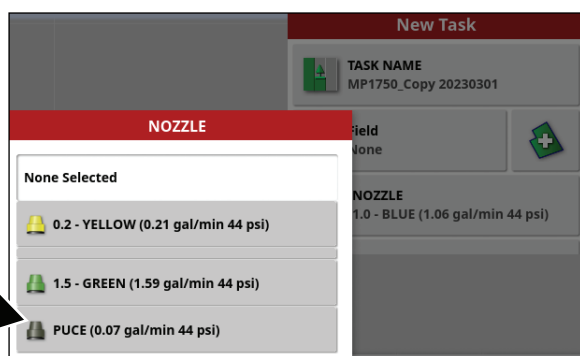 New Task
TASK NAME
MP1750_Copy 20230301
Field
None
NOZZLE
1.0 - BLUE (1.06 gal/min 44 psi)
NOZZLE
None Selected
0.2 - YELLOW (0.21 gal/min 44 psi)
1.5 - GREEN (1.59 gal/min 44 psi)
PUCE (0.07 gal/min 44 psi)